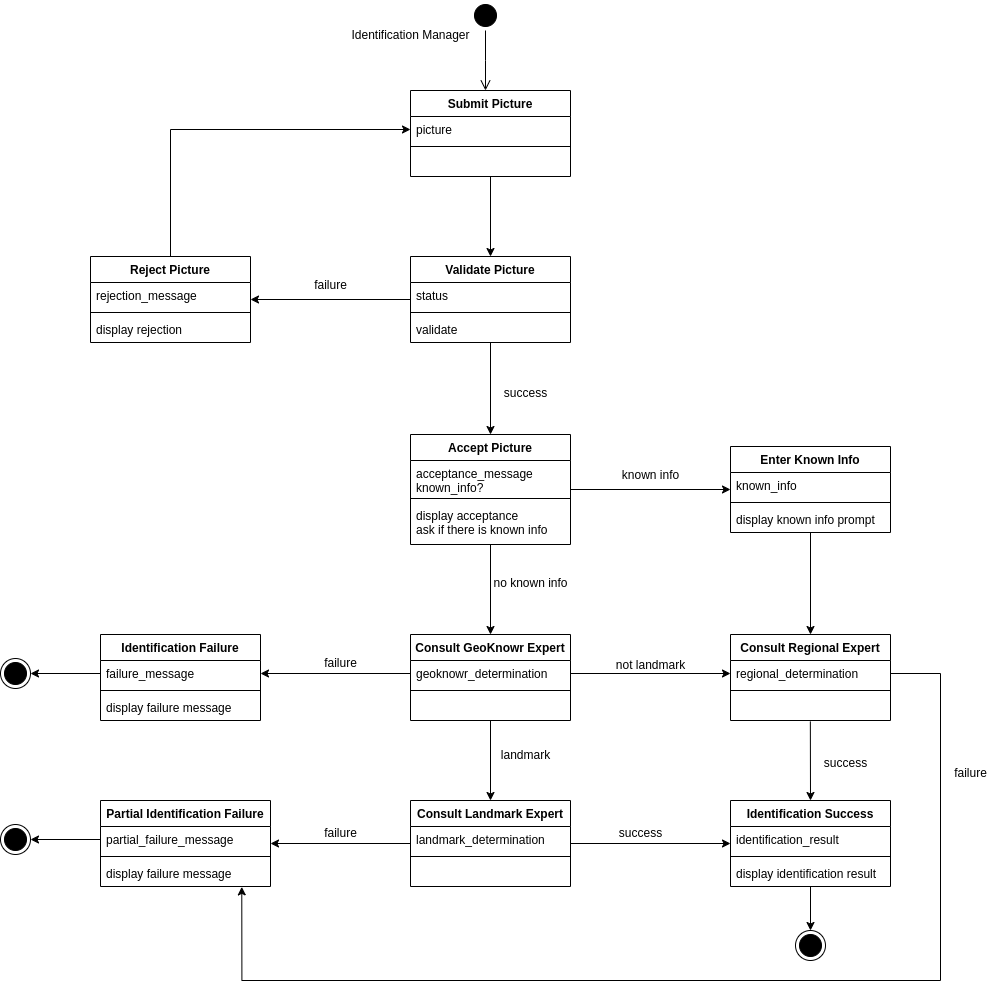 Identification Manager
Submit Picture
picture
Reject Picture
rejection_message
display rejection
failure
Validate Picture
status
validate
success
Accept Picture
acceptance_message
known_info?
display acceptance
ask if there is known info
known info
Enter Known Info
known_info
display known info prompt
no known info
Identification Failure
failure_message
display failure message
failure
Consult GeoKnowr Expert
geoknowr_determination
not landmark
Consult Regional Expert
regional_determination
landmark
success
failure
Partial Identification Failure
partial_failure_message
display failure message
failure
Consult Landmark Expert
landmark_determination
success
Identification Success
identification_result
display identification result